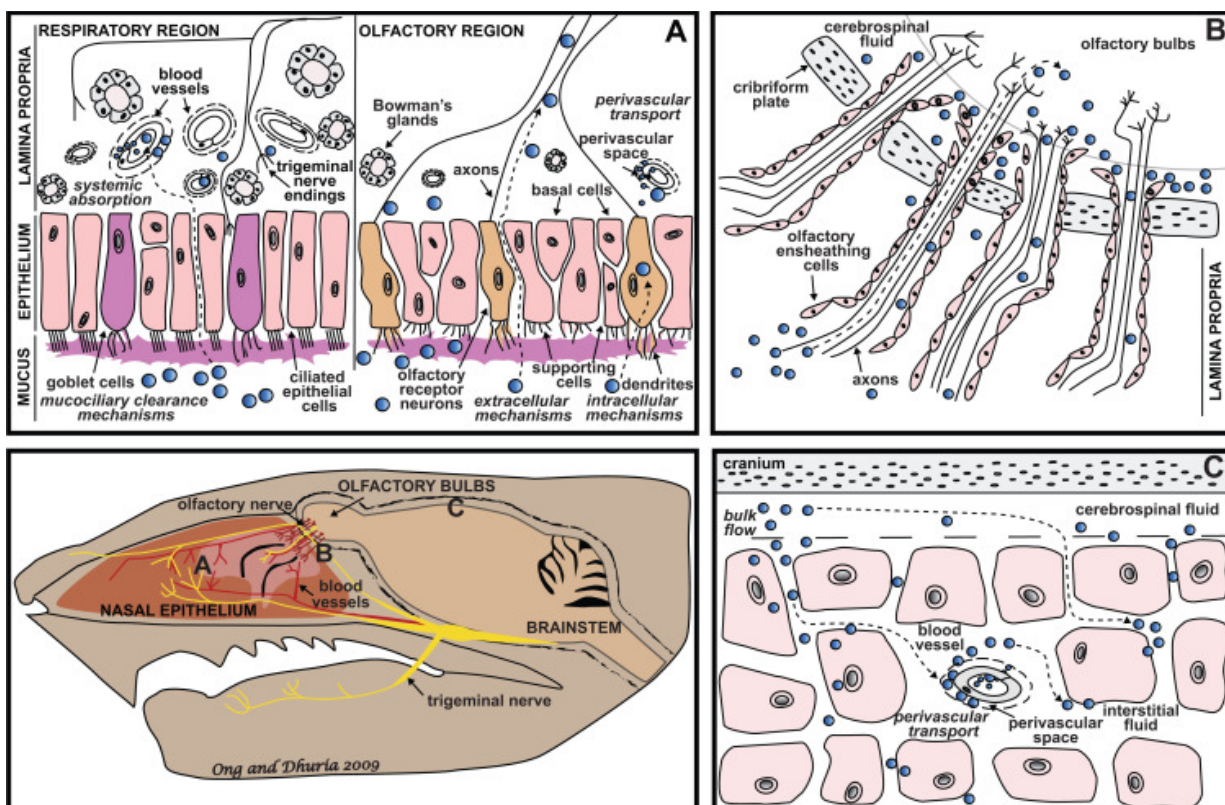 RESPIRATORY REGION
LAMINA PROPRIA
EPITHELIUM
MUCUS
blood
vessels
trigeminal
nerve
endings
systemic
absorption
goblet cells
mucociliary clearance
mechanisms
ciliated
epithelial
cells
OLFACTORY REGION
A
Bowman's
glands
axons
perivascular
transport
perivascular
space
basal cells
olfactory
receptor
neurons
supporting
cells
dendrites
extracellular
mechanisms
intracellular
mechanisms
B
cerebrospinal
fluid
olfactory bulbs
cribriform
plate
olfactory
ensheathing
cells
axons
LAMINA PROPRIA
OLFACTORY BULBS
olfactory nerve
C
A
B
blood
vessels
NASAL EPITHELIUM
BRAINSTEM
trigeminal nerve
Ong and Dhuria 2009
cranium
C
bulk
flow
cerebrospinal fluid
blood
vessel
perivascular
transport
perivascular
space
interstitial
fluid